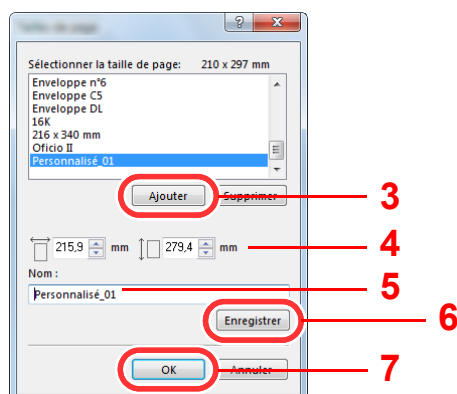 Sélectionner la taille de page: 210 x 297 mm
Enveloppe n°6
Enveloppe C5
Enveloppe DL
16K
216 x 340 mm
Oficio II
Personnalisé_01
Ajouter Supprimer 3
215,9 mm 279,4 mm 4
Nom :
Personnalisé_01 5
Enregistrer 6
OK Annuler 7